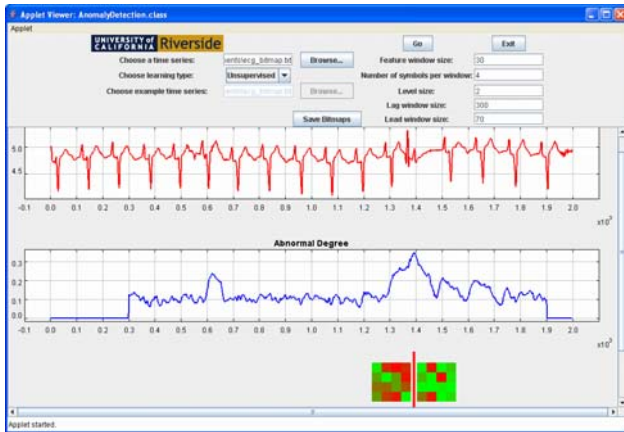 Applet Viewer: AnomalyDetection.class
Applet
UNIVERSITY OF CALIFORNIA Riverside
Go Exit
Choose a time series: ents\ecg_bitmap.txt Browse... Feature window size: 30
Choose learning type: Unsupervised Number of symbols per window: 4
Choose example time series: ents\ecg_bitmap.txt Browse... Level size: 2
Lag window size: 300
Save Bitmaps Lead window size: 70
5.0
4.5
-0.1 0.0 0.1 0.2 0.3 0.4 0.5 0.6 0.7 0.8 0.9 1.0 1.1 1.2 1.3 1.4 1.5 1.6 1.7 1.8 1.9 2.0
x10³
Abnormal Degree
0.3
0.2
0.1
0.0
-0.1 0.0 0.1 0.2 0.3 0.4 0.5 0.6 0.7 0.8 0.9 1.0 1.1 1.2 1.3 1.4 1.5 1.6 1.7 1.8 1.9 2.0
x10³
Applet started.